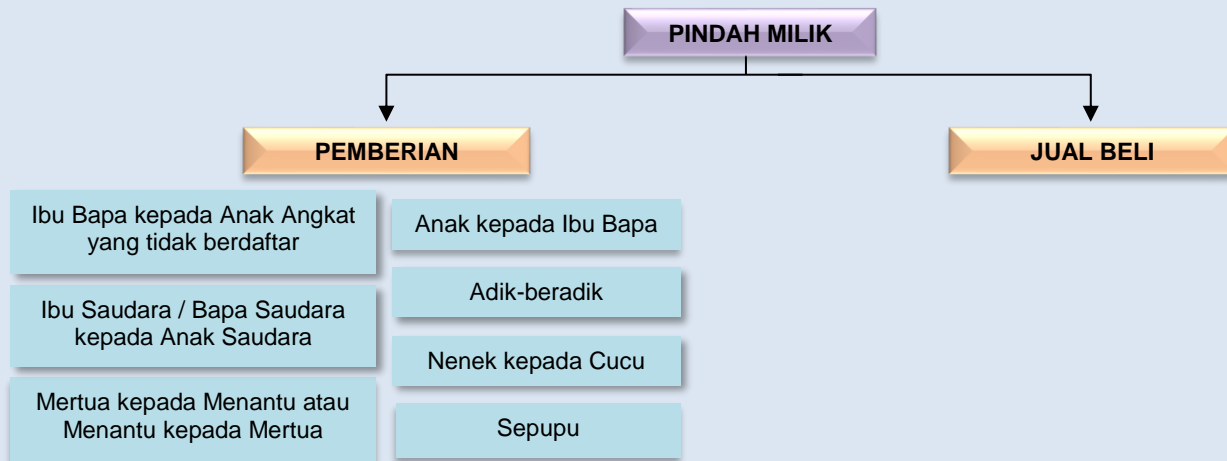 PINDAH MILIK
PEMBERIAN
JUAL BELI
Ibu Bapa kepada Anak Angkat
yang tidak berdaftar
Ibu Saudara / Bapa Saudara
kepada Anak Saudara
Mertua kepada Menantu atau
Menantu kepada Mertua
Anak kepada Ibu Bapa
Adik-beradik
Nenek kepada Cucu
Sepupu